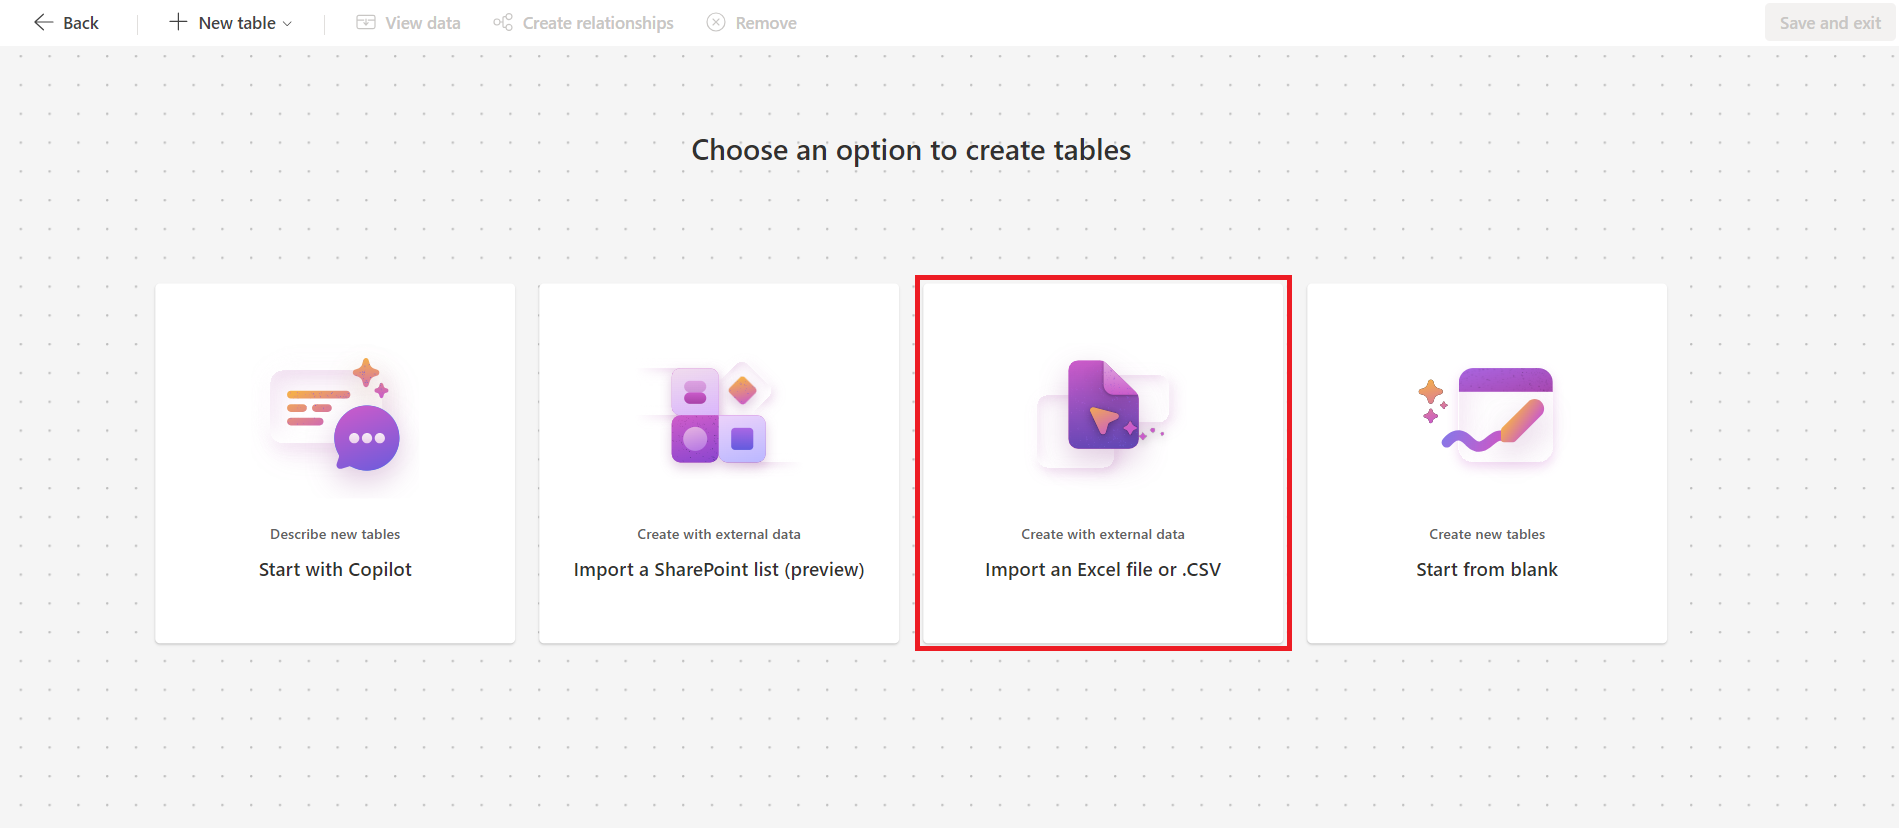 Back
New table
View data
Create relationships
Remove
Save and exit
Choose an option to create tables
Describe new tables
Start with Copilot
Create with external data
Import a SharePoint list (preview)
Create with external data
Import an Excel file or .CSV
Create new tables
Start from blank